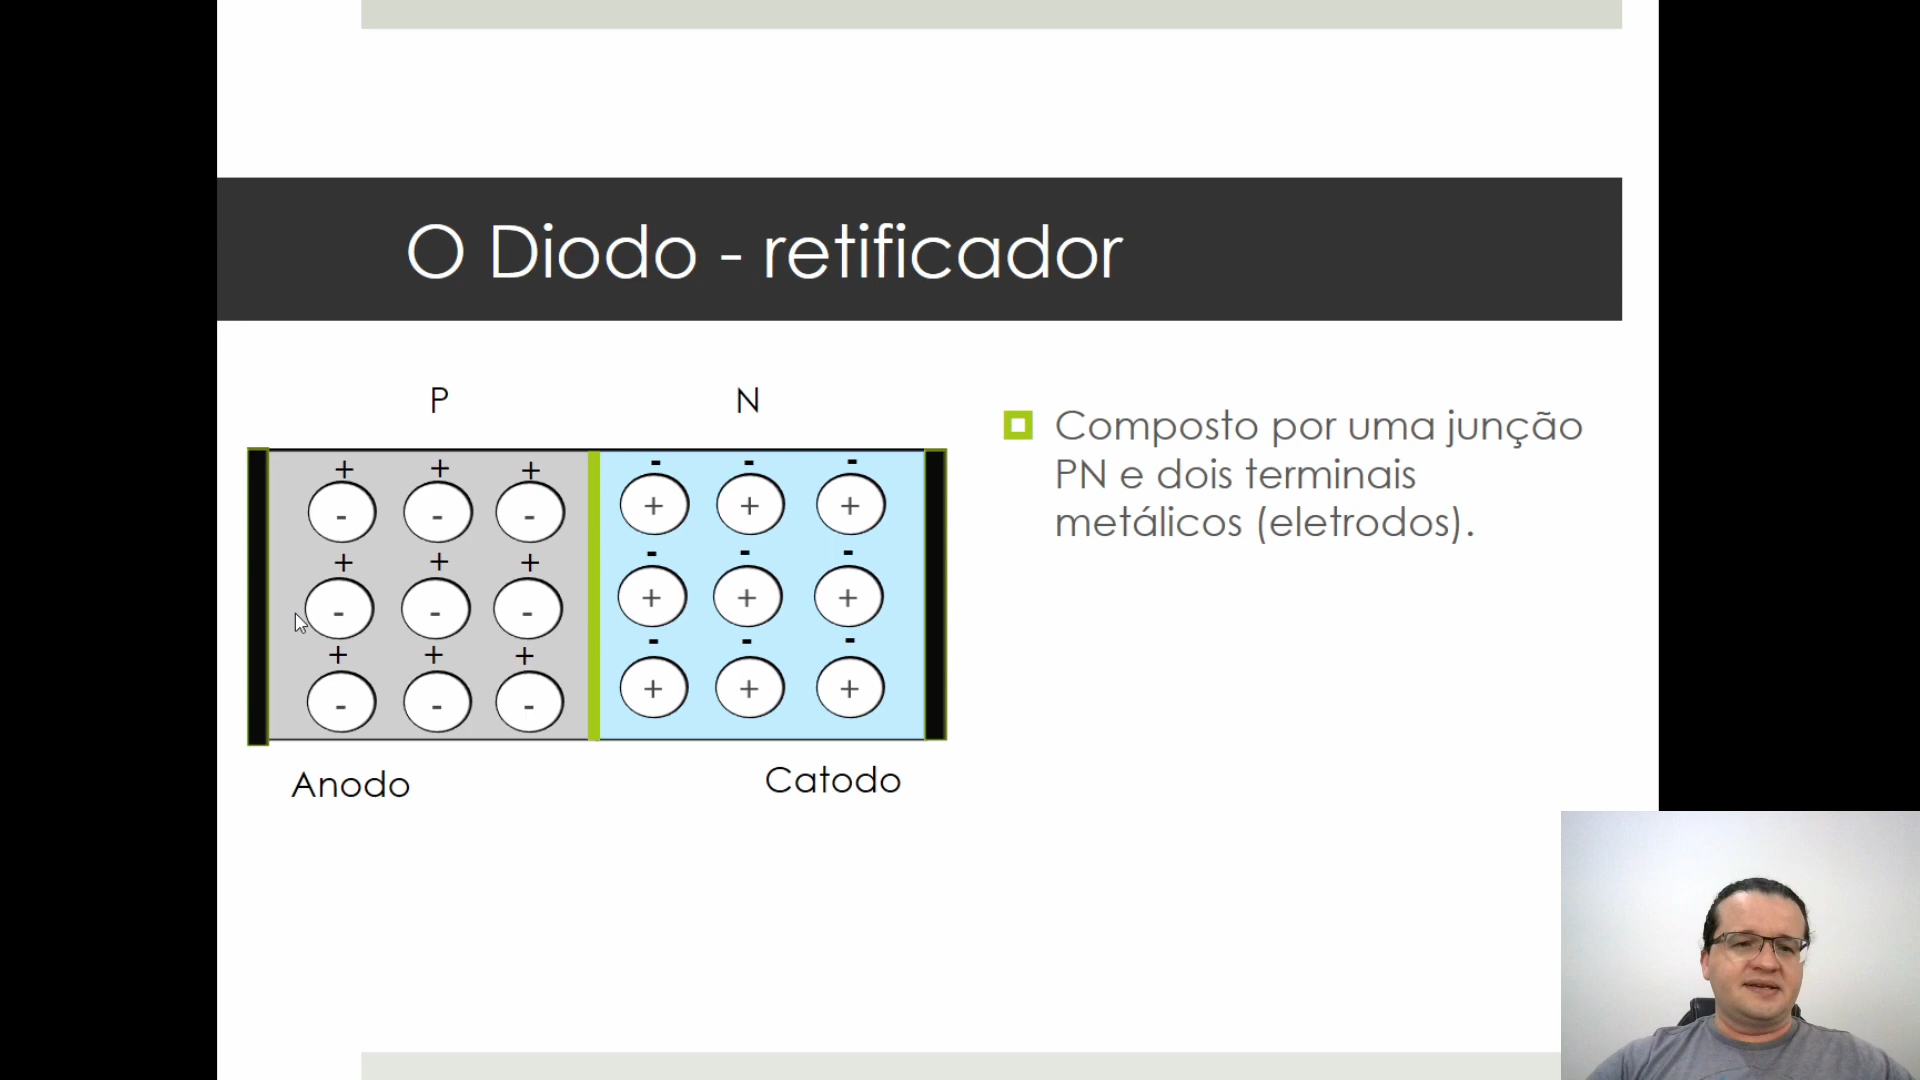 O Diodo - retificador
P N
+ + + - - -
- - - + + +
+ + + - - -
- - - + + +
+ + + - - -
- - - + + +
Anodo Catodo
Composto por uma junção
PN e dois terminais
metálicos (eletrodos).